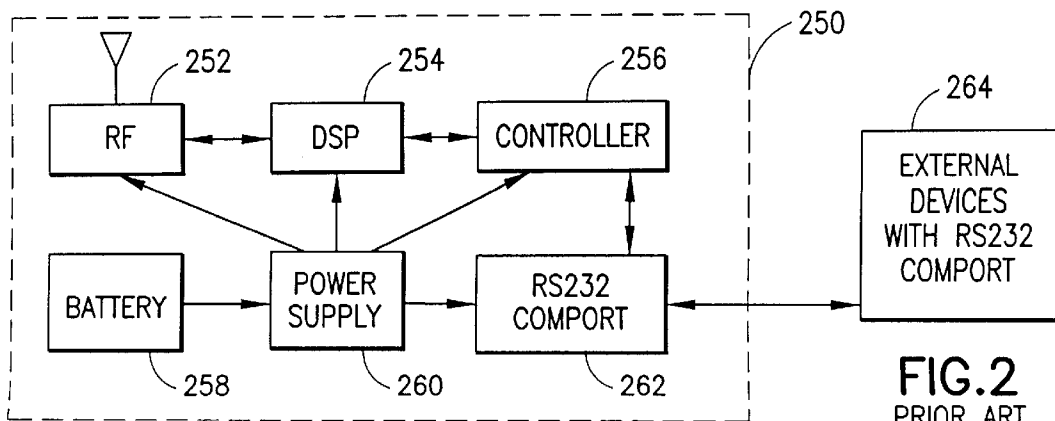 250
252
254
256
264
RF
DSP
CONTROLLER
EXTERNAL
DEVICES
WITH RS232
COMPORT
BATTERY
POWER
SUPPLY
RS232
COMPORT
258
260
262
FIG.2
PRIOR ART